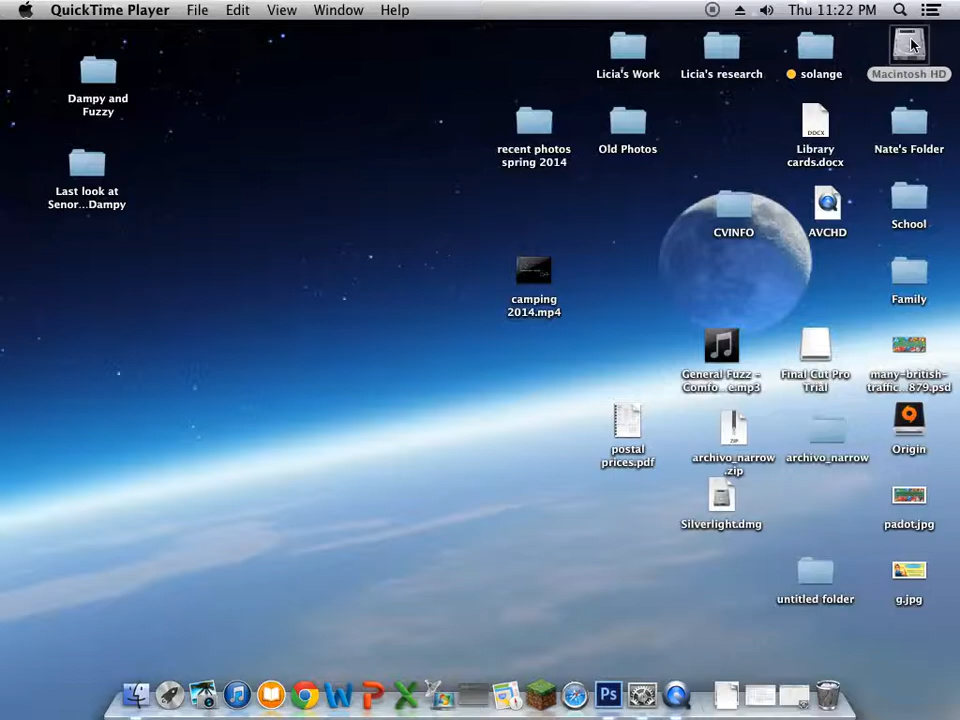 QuickTime Player File Edit View Window Help Thu 11:22 PM
Licia's Work
Licia's research
solange
Macintosh HD
Dampy and
Fuzzy
recent photos
spring 2014
Old Photos
DOCX
Library
cards.docx
Nate's Folder
Last look at
Senor...Dampy
CVINFO
AVCHD
School
camping
2014.mp4
Family
General Fuzz -
Comfo...e.mp3
Final Cut Pro
Trial
many-british-
traffic...879.psd
postal
prices.pdf
ZIP
archivo_narrow
.zip
archivo_narrow
Origin
Silverlight.dmg
padot.jpg
untitled folder
g.jpg
W P X Ps